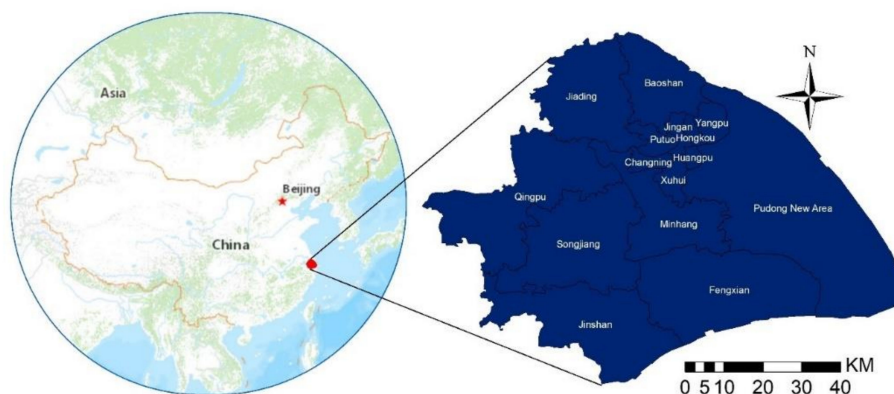 Asia
Beijing
China
N
Baoshan
Jiading
Yangpu
Jingan
Putuo Hongkou
Changning Huangpu
Xuhui
Qingpu
Pudong New Area
Minhang
Songjiang
Fengxian
Jinshan
KM
0 5 10 20 30 40